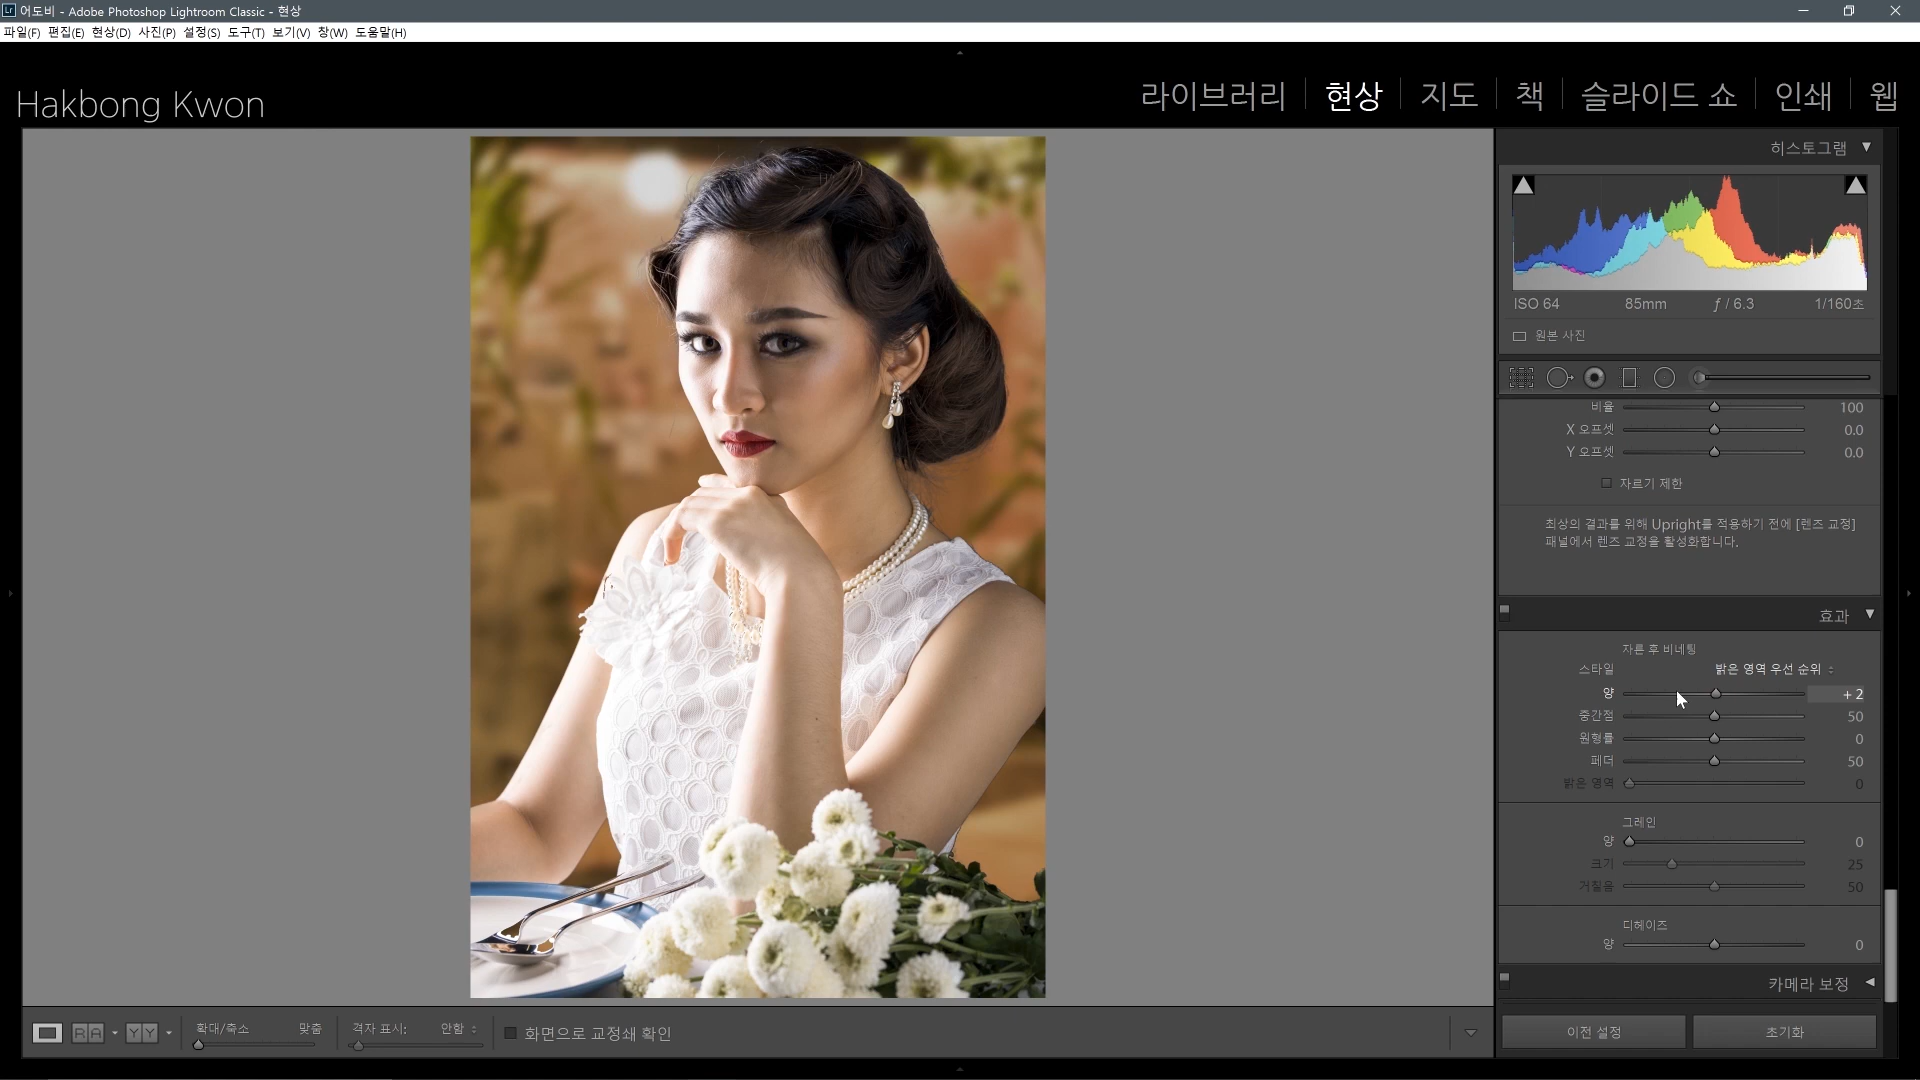 어도비 - Adobe Photoshop Lightroom Classic - 현상
파일(F) 편집(E) 현상(D) 사진(P) 설정(S) 도구(T) 보기(V) 창(W) 도움말(H)
Hakbong Kwon
라이브러리 현상 지도 책 슬라이드 쇼 인쇄 웹
히스토그램
ISO 64 85mm ƒ / 6.3 1/160초
원본 사진
비율 100
X 오프셋 0.0
Y 오프셋 0.0
자르기 제한
최상의 결과를 위해 Upright를 적용하기 전에 [렌즈 교정]
패널에서 렌즈 교정을 활성화합니다.
효과
자른 후 비네팅
스타일 밝은 영역 우선 순위
양 + 2
중간점 50
원형률 0
페더 50
밝은 영역 0
그레인
양 0
크기 25
거칠음 50
디헤이즈
양 0
카메라 보정
이전 설정 초기화
R A Y Y 확대/축소 맞춤 격자 표시: 안함 화면으로 교정쇄 확인